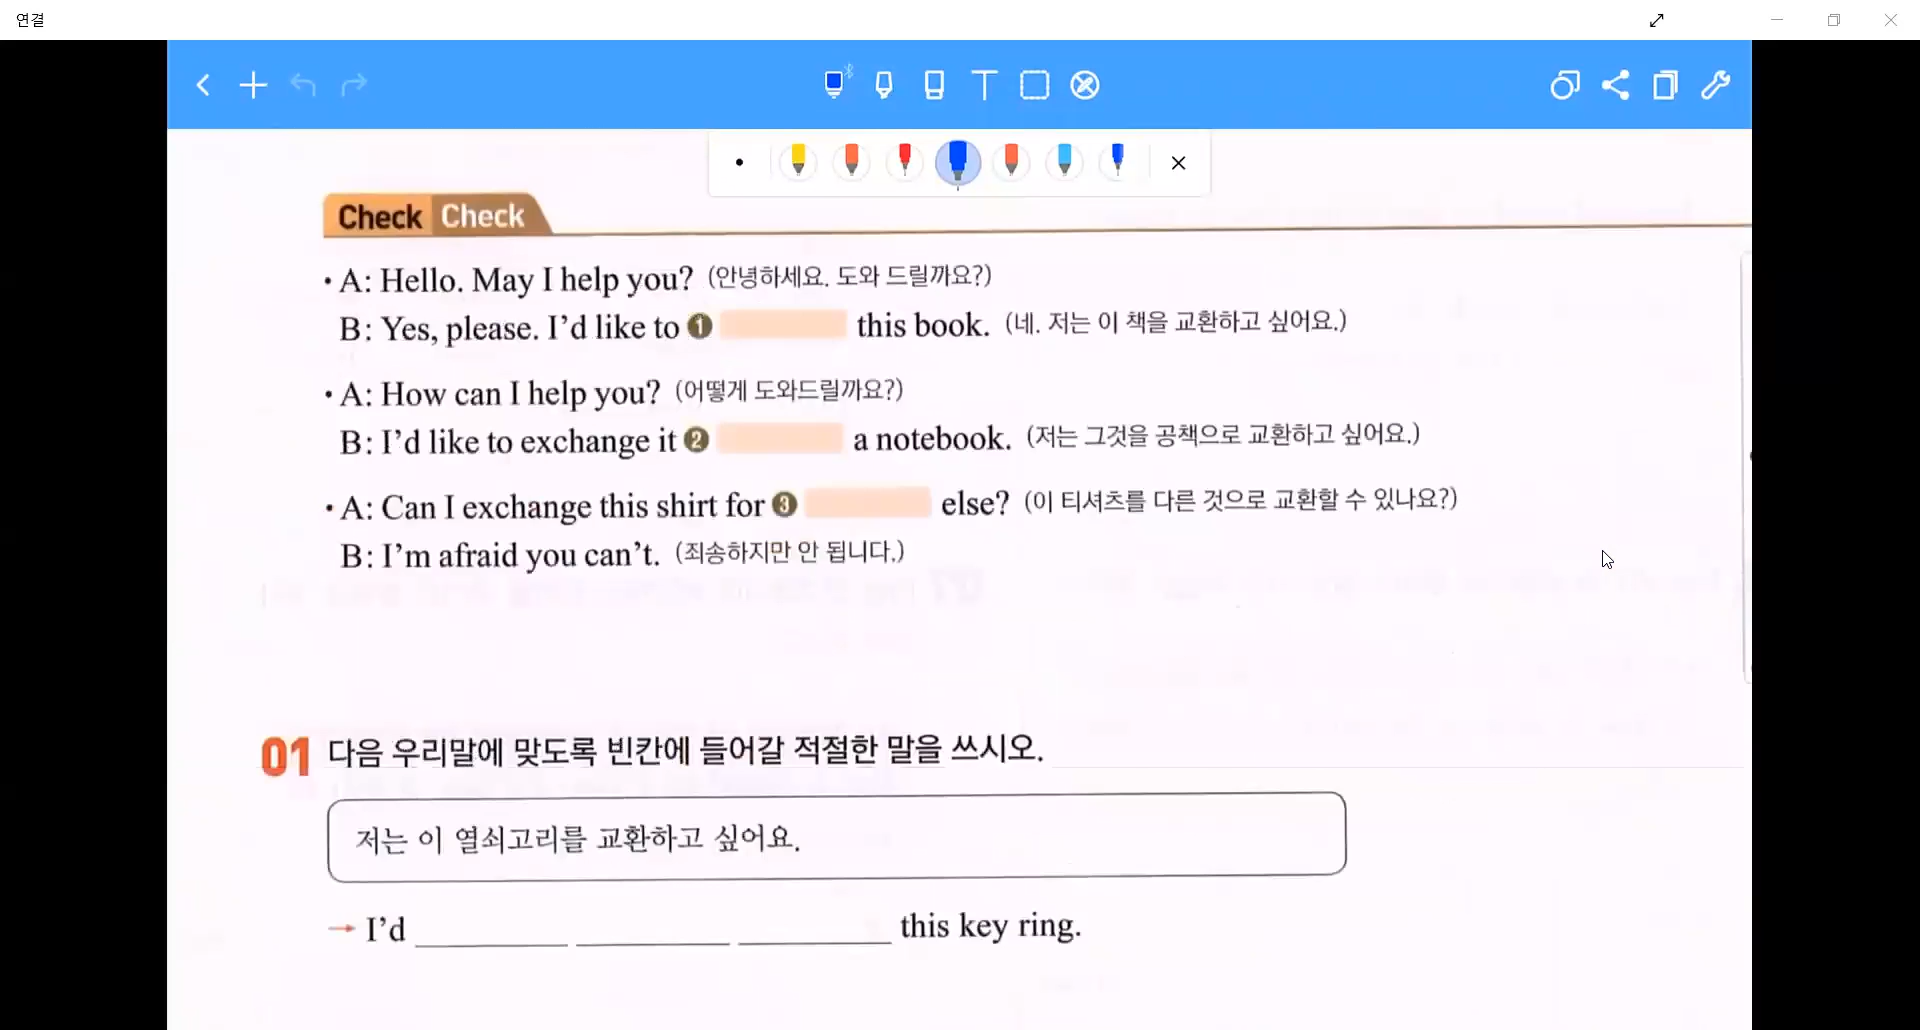 연결
Check Check
• A: Hello. May I help you? (안녕하세요. 도와 드릴까요?)
B: Yes, please. I’d like to ❶ this book. (네. 저는 이 책을 교환하고 싶어요.)
• A: How can I help you? (어떻게 도와드릴까요?)
B: I’d like to exchange it ❷ a notebook. (저는 그것을 공책으로 교환하고 싶어요.)
• A: Can I exchange this shirt for ❸ else? (이 티셔츠를 다른 것으로 교환할 수 있나요?)
B: I’m afraid you can’t. (죄송하지만 안 됩니다.)
01 다음 우리말에 맞도록 빈칸에 들어갈 적절한 말을 쓰시오.
저는 이 열쇠고리를 교환하고 싶어요.
→ I’d ________ ________ ________ this key ring.